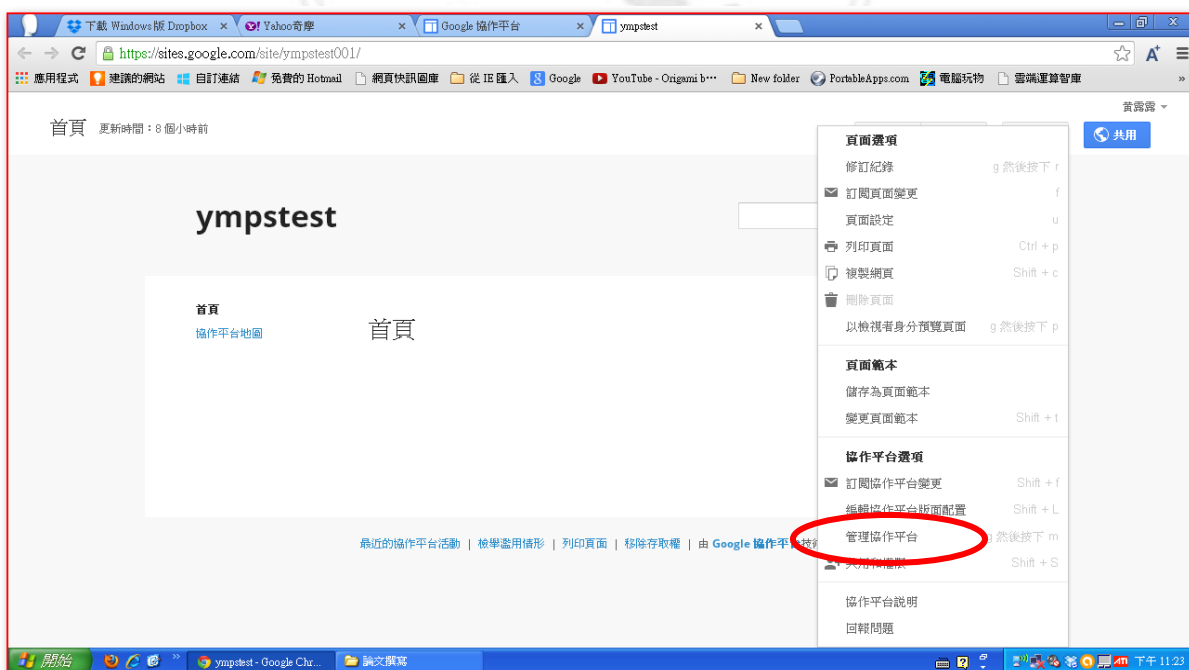 下載 Windows 版 Dropbox
Yahoo奇摩
Google 協作平台
ympstest
https://sites.google.com/site/ympstest001/
應用程式
建議的網站
自訂連結
免費的 Hotmail
網頁快訊圖庫
從 IE 匯入
Google
YouTube - Origami b…
New folder
PortableApps.com
電腦玩物
雲端運算智庫
»
黃露露
首頁 更新時間：8 個小時前
共用
ympstest
首頁
協作平台地圖
首頁
最近的協作平台活動 | 檢舉濫用情形 | 列印頁面 | 移除存取權 | 由 Google 協作平台技術
頁面選項
修訂紀錄 g 然後按下 r
訂閱頁面變更 f
頁面設定 u
列印頁面 Ctrl + p
複製網頁 Shift + c
刪除頁面
以檢視者身分預覽頁面 g 然後按下 p
頁面範本
儲存為頁面範本
變更頁面範本 Shift + t
協作平台選項
訂閱協作平台變更 Shift + f
編輯協作平台版面配置 Shift + L
管理協作平台 g 然後按下 m
共用和權限 Shift + S
協作平台說明
回報問題
開始
»
ympstest - Google Chr...
論文撰寫
下午 11:23